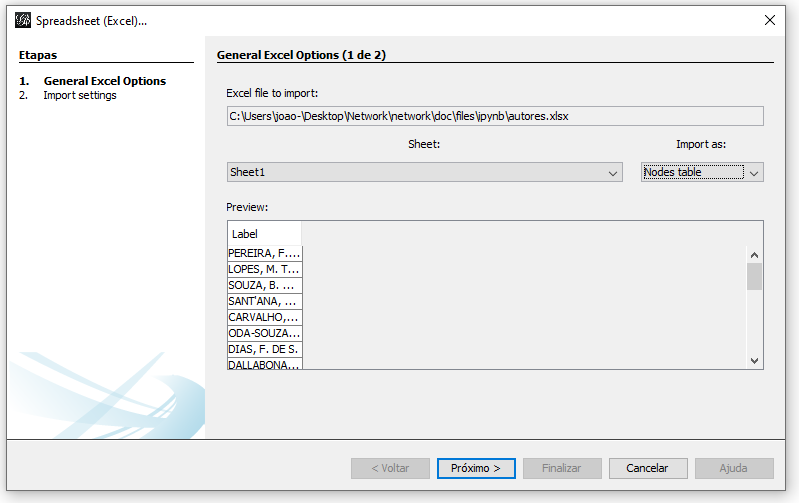 Spreadsheet (Excel)...
Etapas
1. General Excel Options
2. Import settings
General Excel Options (1 de 2)
Excel file to import:
C:\Users\joao-\Desktop\Network\network\doc\files\ipynb\autores.xlsx
Sheet:
Import as:
Sheet1
Nodes table
Preview:
Label
PEREIRA, F....
LOPES, M. T...
SOUZA, B. ...
SANT'ANA, ...
CARVALHO,...
ODA-SOUZA...
DIAS, F. DE S.
DALLABONA...
< Voltar
Próximo >
Finalizar
Cancelar
Ajuda